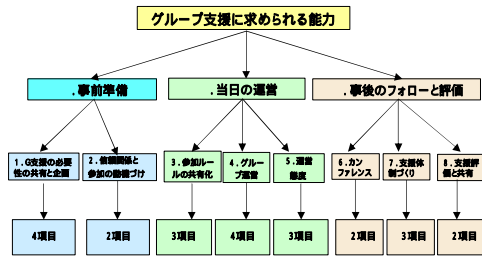 グループ支援に求められる能力
.事前準備
.当日の運営
.事後のフォローと評価
1.G支援の必要
性の共有と企画
2.信頼関係と
参加の動機づけ
3.参加ルー
ルの共有化
4.グルー
プ運営
5.運営
態度
6.カン
ファレンス
7.支援体
制づくり
8.支援評
価と共有
4項目
2項目
3項目
4項目
3項目
2項目
3項目
2項目